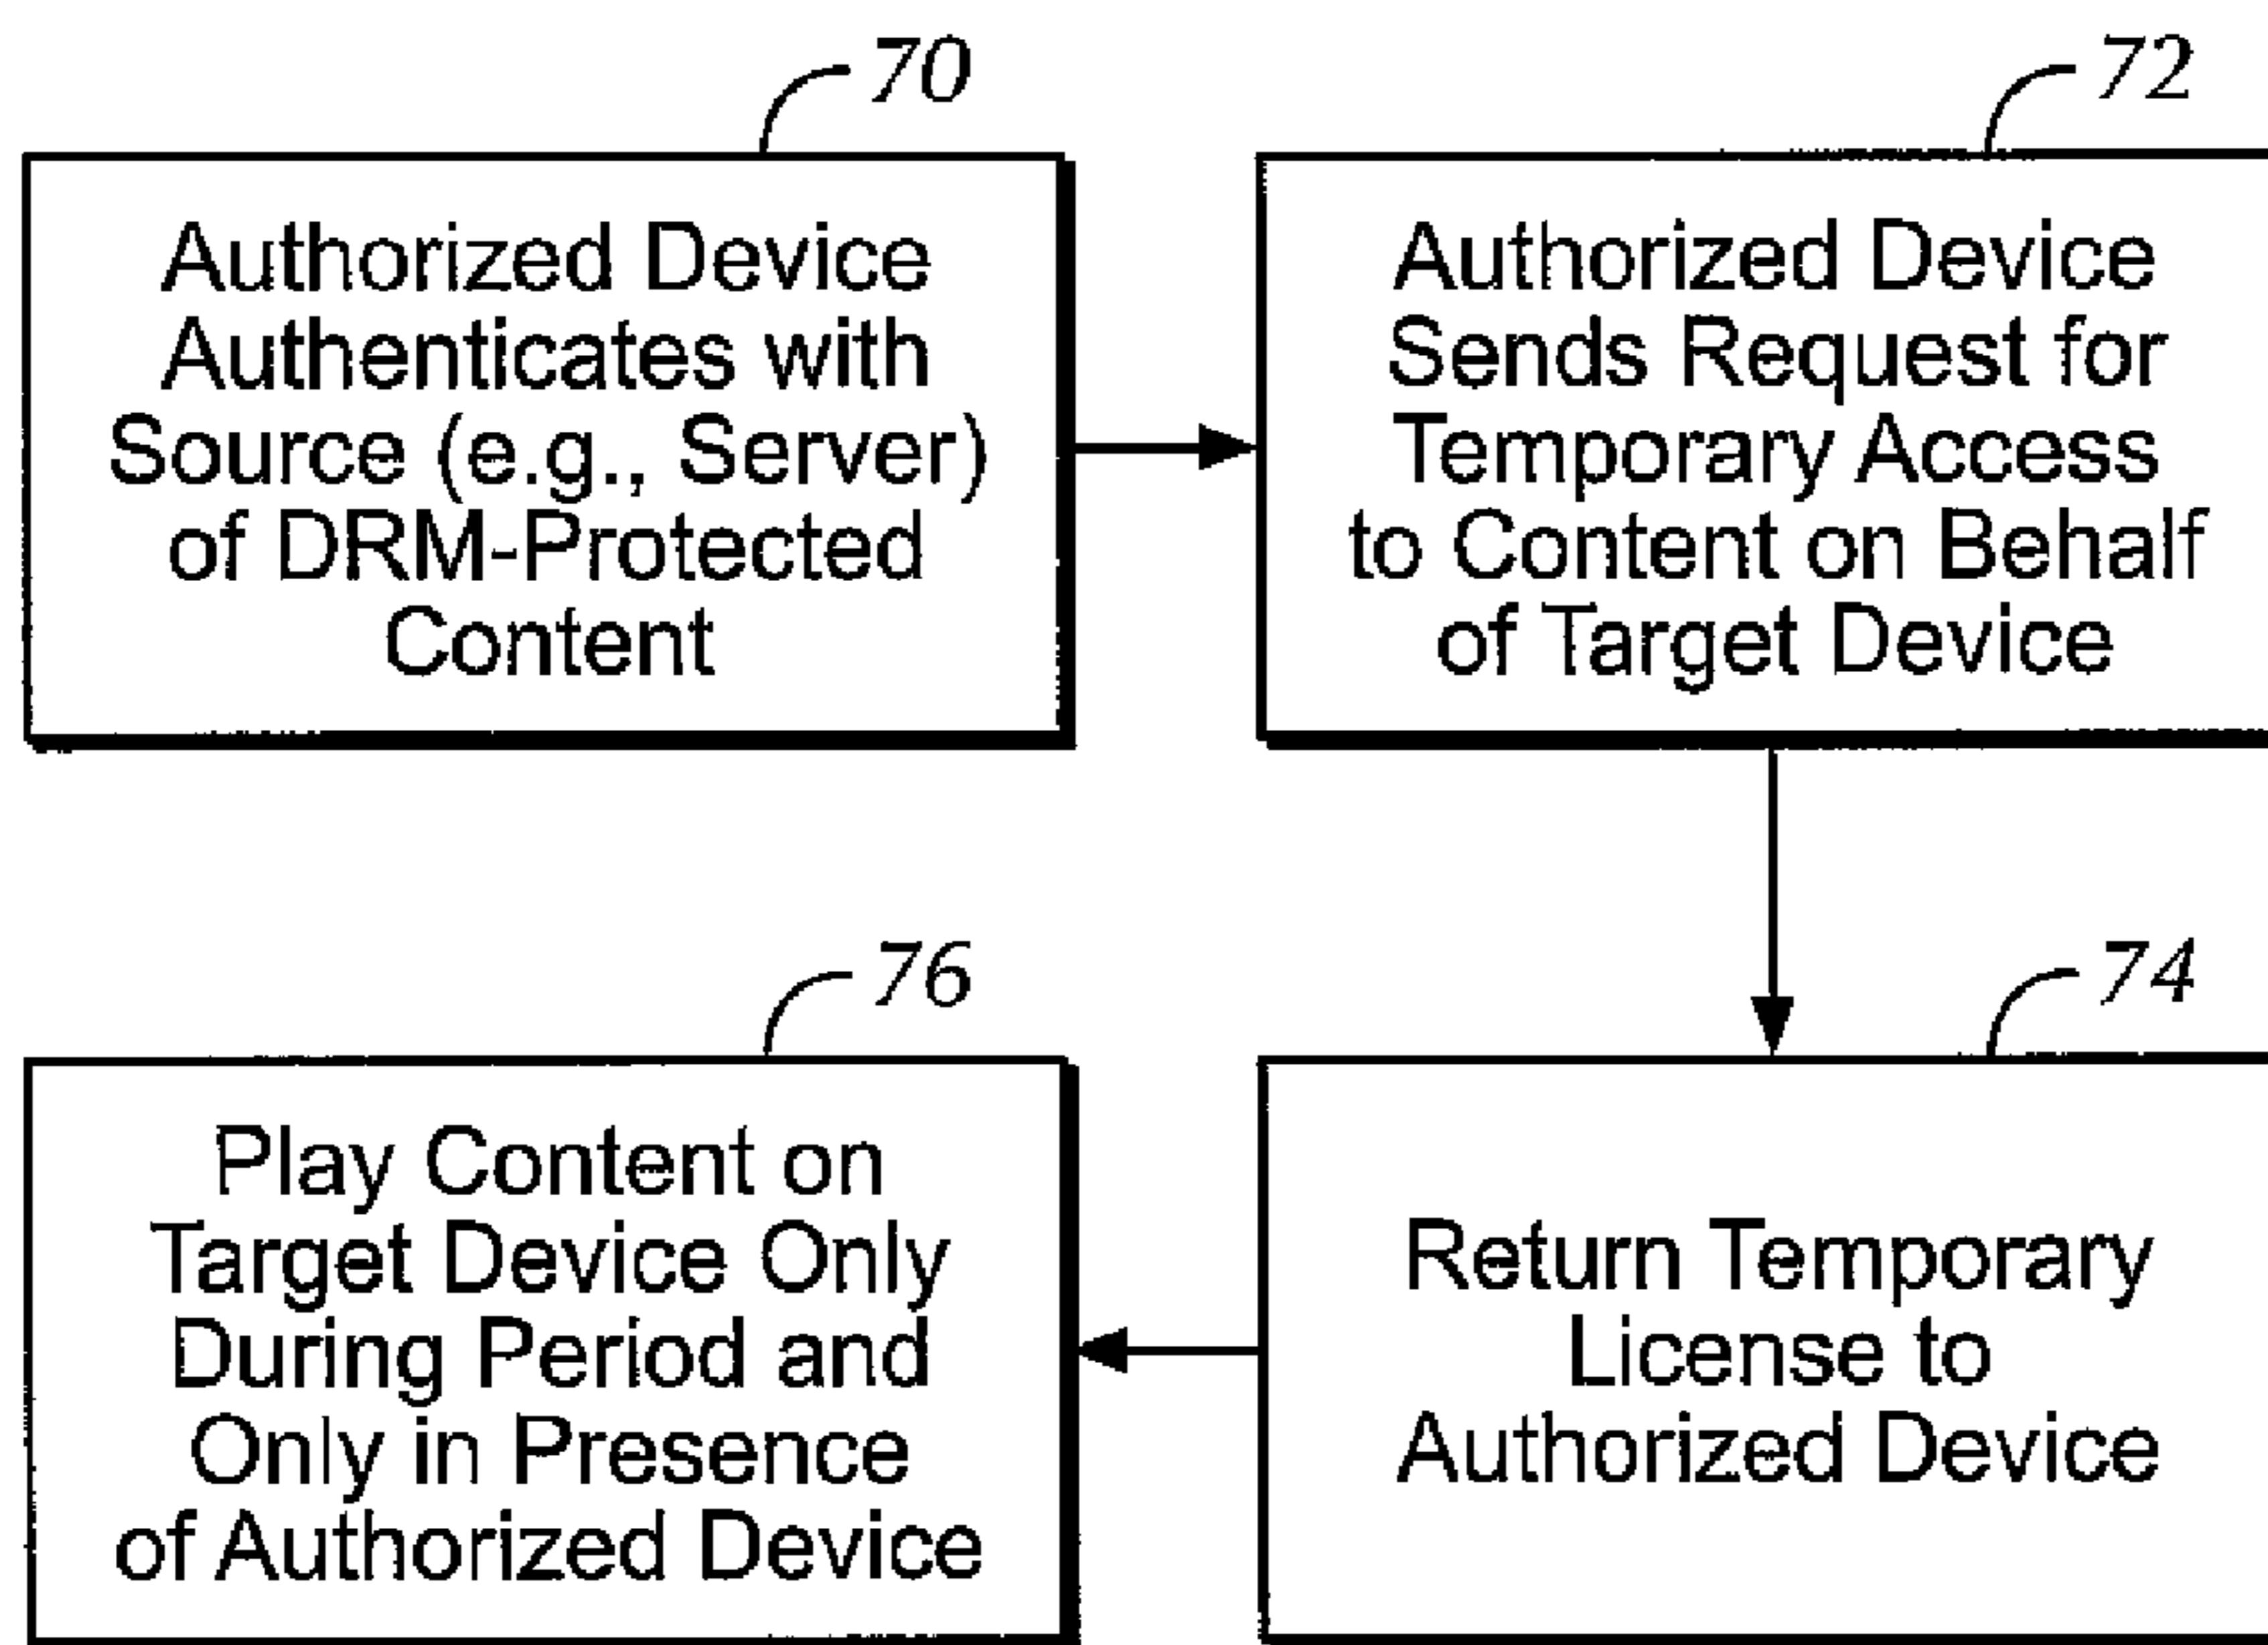 70
Authorized Device
Authenticates with
Source (e.g., Server)
of DRM-Protected
Content
72
Authorized Device
Sends Request for
Temporary Access
to Content on Behalf
of Target Device
74
Return Temporary
License to
Authorized Device
76
Play Content on
Target Device Only
During Period and
Only in Presence
of Authorized Device